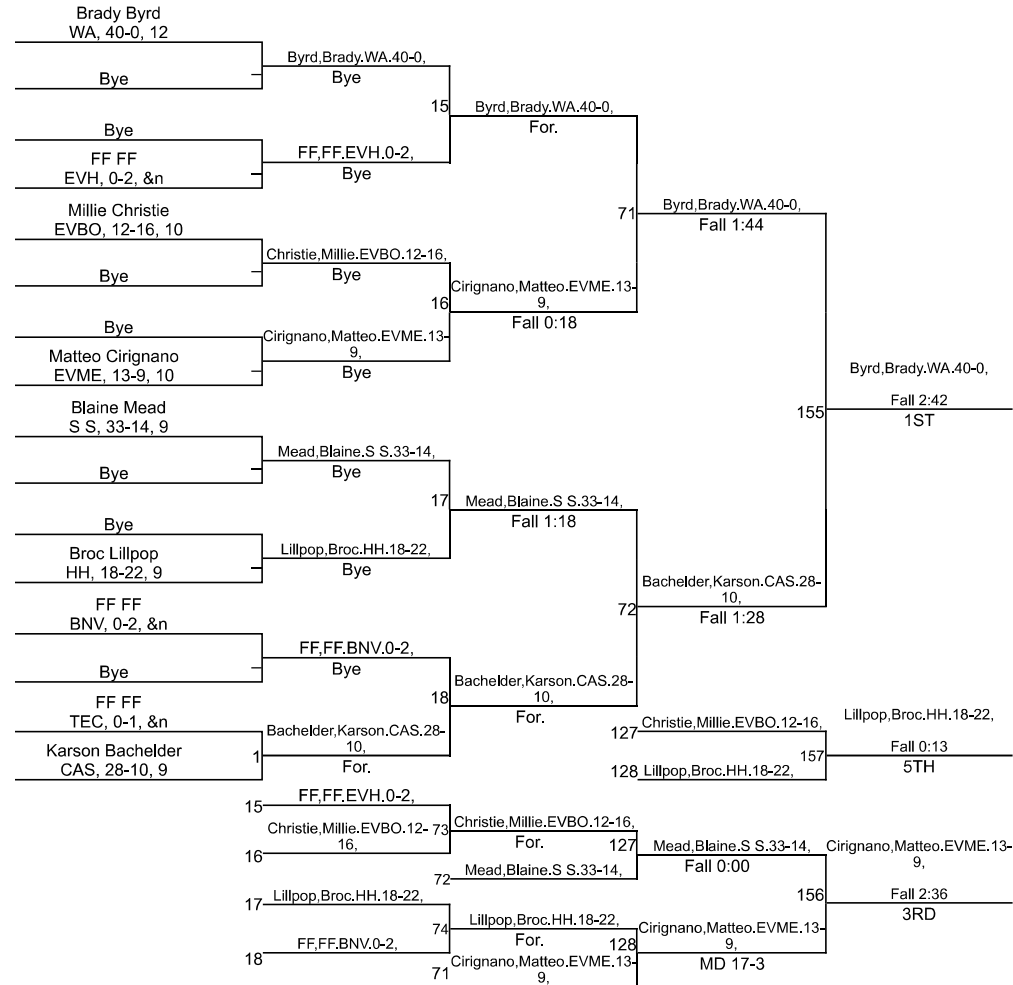 Brady Byrd
WA, 40-0, 12
Bye
Bye
FF FF
EVH, 0-2, &n
Millie Christie
EVBO, 12-16, 10
Bye
Bye
Matteo Cirignano
EVME, 13-9, 10
Blaine Mead
S S, 33-14, 9
Bye
Bye
Broc Lillpop
HH, 18-22, 9
FF FF
BNV, 0-2, &n
Bye
FF FF
TEC, 0-1, &n
Karson Bachelder
CAS, 28-10, 9
Byrd,Brady.WA.40-0,
Bye
FF,FF.EVH.0-2,
Bye
Christie,Millie.EVBO.12-16,
Bye
Cirignano,Matteo.EVME.13-
9,
Bye
Mead,Blaine.S S.33-14,
Bye
Lillpop,Broc.HH.18-22,
Bye
FF,FF.BNV.0-2,
Bye
1
Bachelder,Karson.CAS.28-
10,
For.
15
Byrd,Brady.WA.40-0,
For.
16
Cirignano,Matteo.EVME.13-
9,
Fall 0:18
17
Mead,Blaine.S S.33-14,
Fall 1:18
18
Bachelder,Karson.CAS.28-
10,
For.
71
Byrd,Brady.WA.40-0,
Fall 1:44
72
Bachelder,Karson.CAS.28-
10,
Fall 1:28
155
Byrd,Brady.WA.40-0,
Fall 2:42
1ST
127
Christie,Millie.EVBO.12-16,
128
Lillpop,Broc.HH.18-22,
157
Lillpop,Broc.HH.18-22,
Fall 0:13
5TH
15
FF,FF.EVH.0-2,
16
Christie,Millie.EVBO.12-
16,
73
Christie,Millie.EVBO.12-16,
For.
72
Mead,Blaine.S S.33-14,
127
Mead,Blaine.S S.33-14,
Fall 0:00
17
Lillpop,Broc.HH.18-22,
18
FF,FF.BNV.0-2,
74
Lillpop,Broc.HH.18-22,
For.
71
Cirignano,Matteo.EVME.13-
9,
128
Cirignano,Matteo.EVME.13-
9,
MD 17-3
156
Cirignano,Matteo.EVME.13-
9,
Fall 2:36
3RD